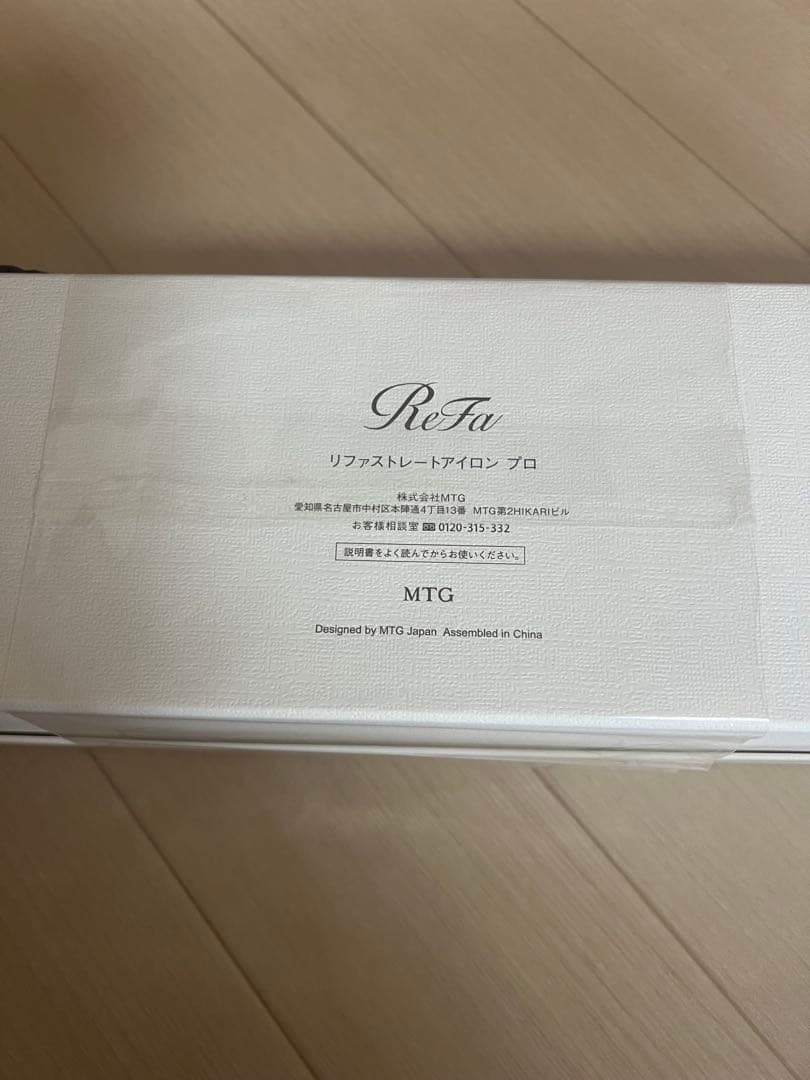 ReFa
リファストレートアイロン プロ
株式会社MTG
愛知県名古屋市中村区本陣通4丁目13番 MTG第2HIKARIビル
お客様相談室 0120-315-332
説明書をよく読んでからお使いください。
MTG
Designed by MTG Japan Assembled in China